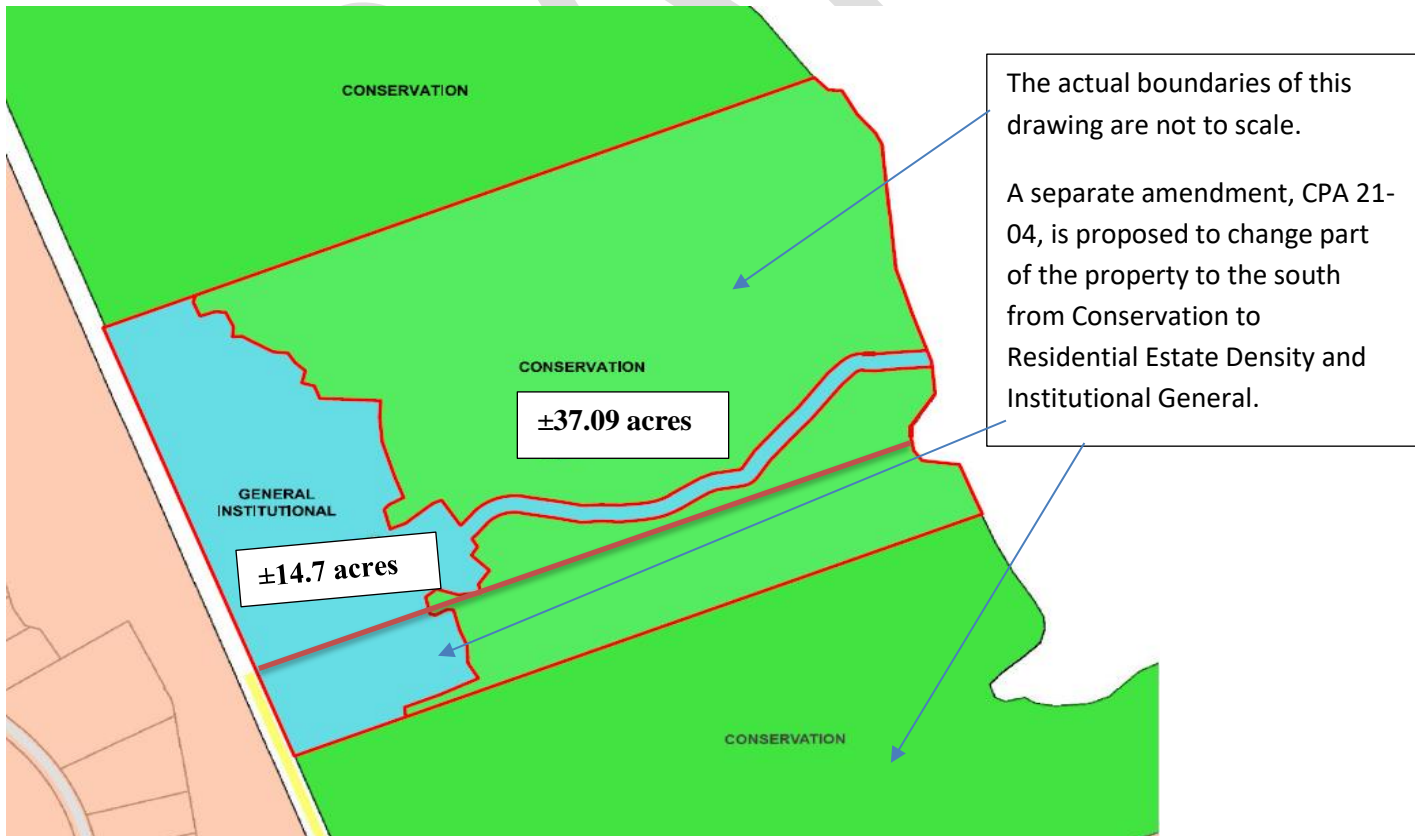 CONSERVATION
The actual boundaries of this
drawing are not to scale.
A separate amendment, CPA 21-
04, is proposed to change part
of the property to the south
from Conservation to
Residential Estate Density and
Institutional General.
CONSERVATION
±37.09 acres
GENERAL
INSTITUTIONAL
±14.7 acres
CONSERVATION